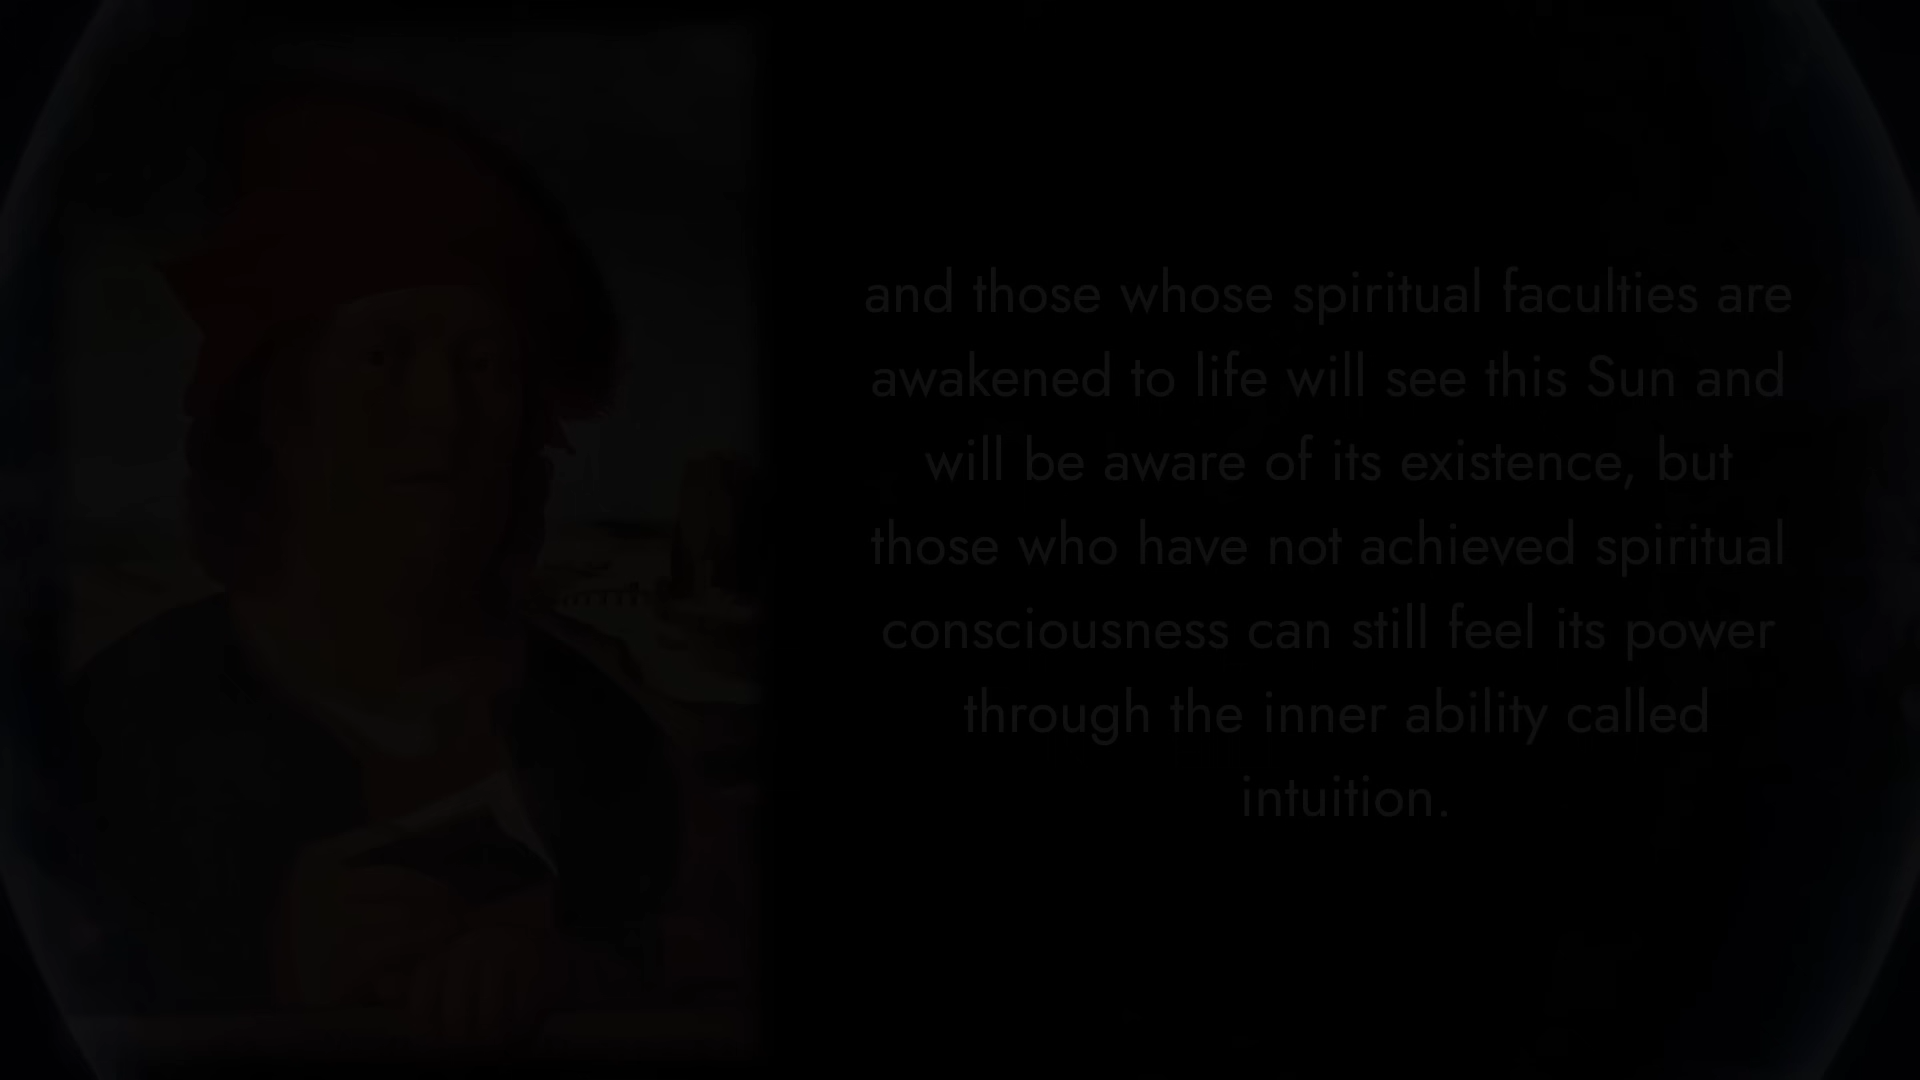 and those whose spiritual faculties are
awakened to life will see this Sun and
will be aware of its existence, but
those who have not achieved spiritual
consciousness can still feel its power
through the inner ability called
intuition.